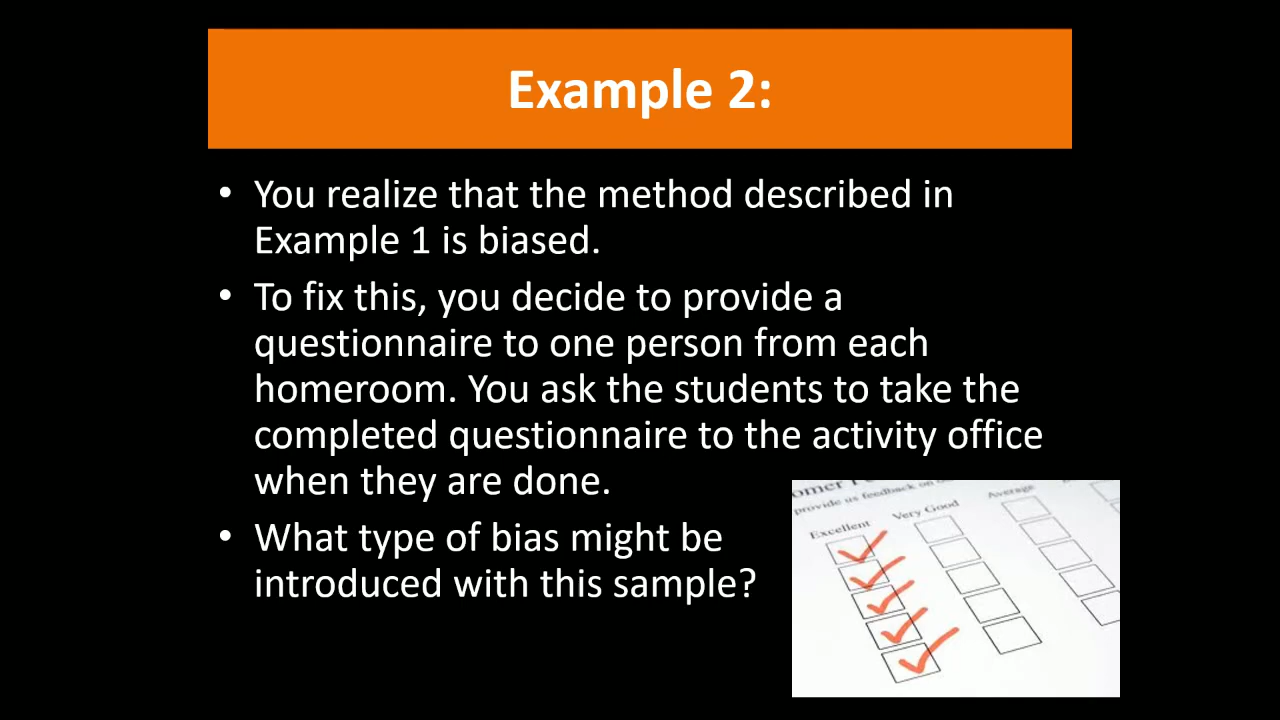 Example 2:
• You realize that the method described in
Example 1 is biased.
• To fix this, you decide to provide a
questionnaire to one person from each
homeroom. You ask the students to take the
completed questionnaire to the activity office
when they are done.
• What type of bias might be
introduced with this sample?
provide us feedback on
Excellent
Very Good
Average